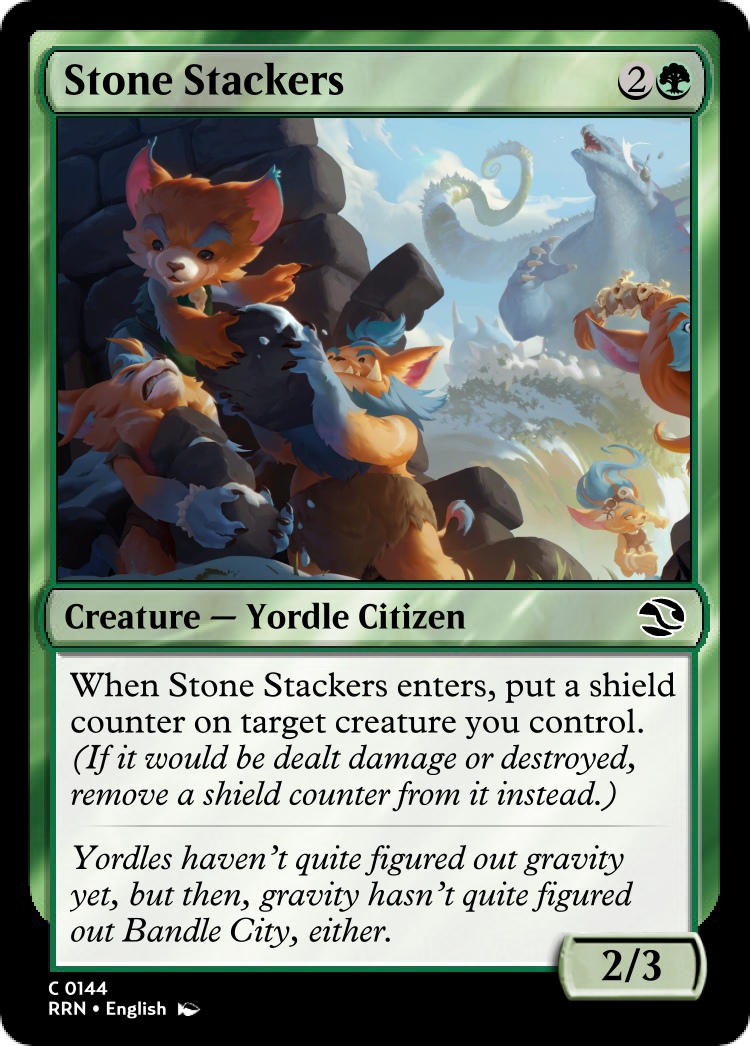 Stone Stackers
2
Creature — Yordle Citizen
When Stone Stackers enters, put a shield
counter on target creature you control.
(If it would be dealt damage or destroyed,
remove a shield counter from it instead.)
Yordles haven't quite figured out gravity
yet, but then, gravity hasn't quite figured
out Bandle City, either.
2/3
C 0144
RRN • English